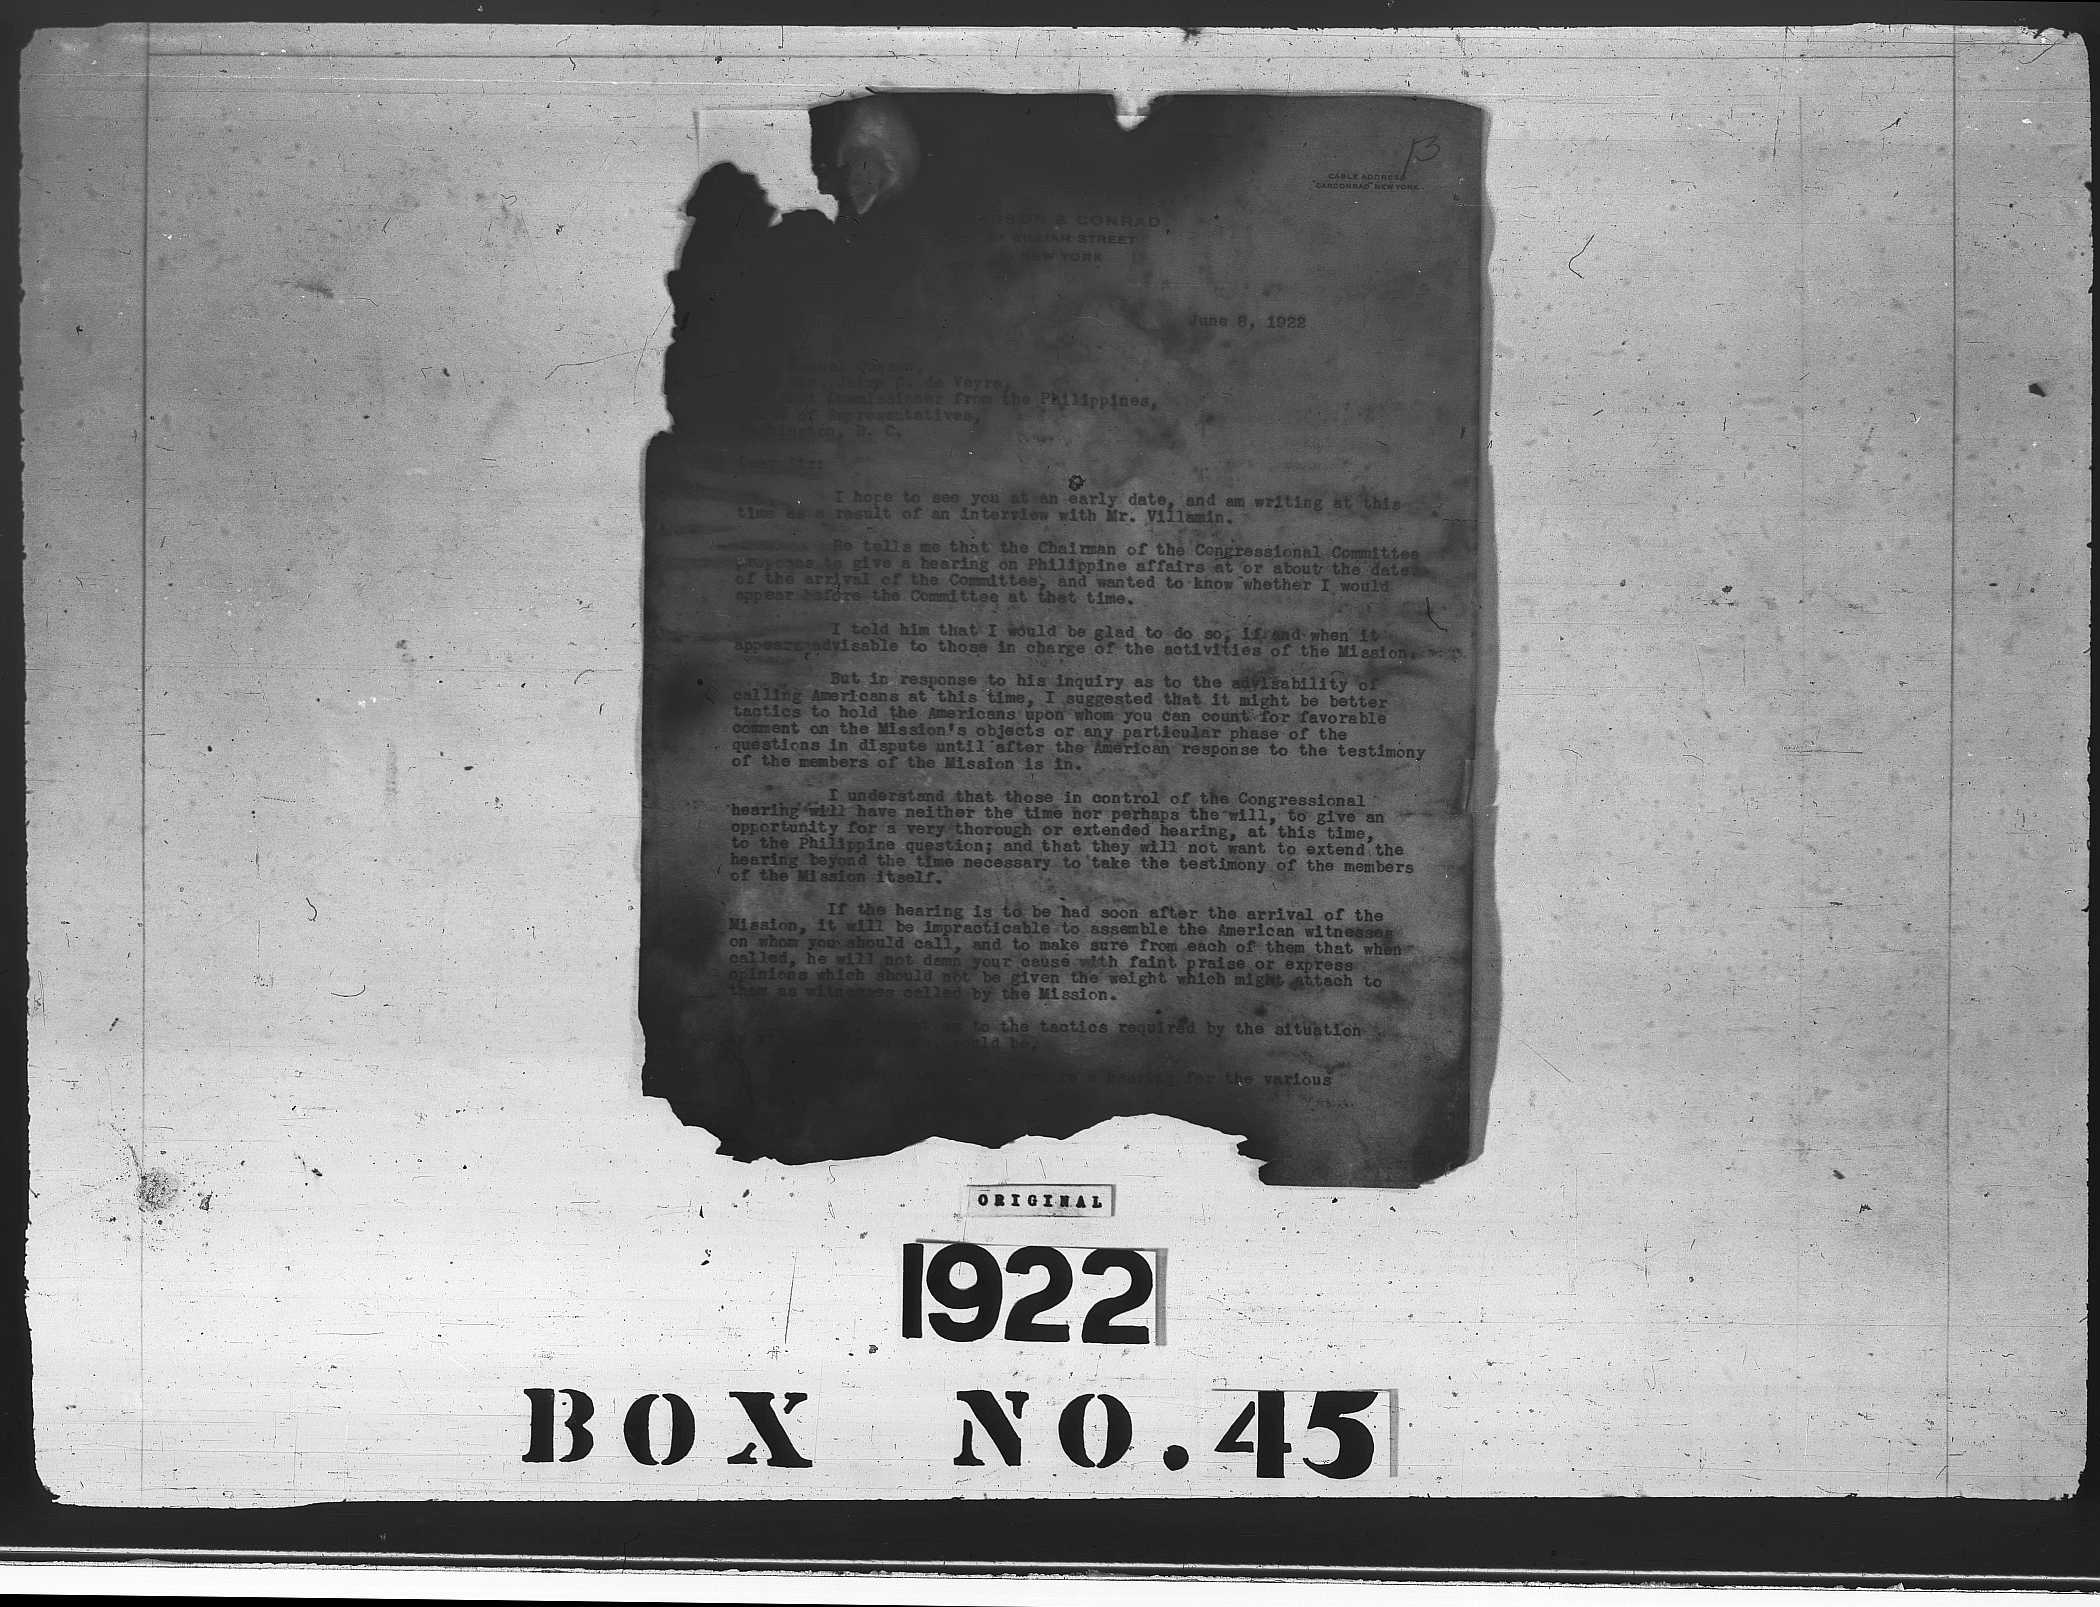 13
CABLE ADDRESS
"CARCONRAD" NEW YORK
& CONRAD
STREET
NEW YORK
June 8, 1922
Quezon,
Jaime C. de Veyra,
Commissioner from the Philippines,
of Representatives,
D. C.
Dear Sir:
I hope to see you at an early date, and am writing at this
time as a result of an interview with Mr. Villamin.
He tells me that the Chairman of the Congressional Committee
proposes to give a hearing on Philippine affairs at or about the date
of the arrival of the Committee, and wanted to know whether I would
appear before the Committee at that time.
I told him that I would be glad to do so, if and when it
appears advisable to those in charge of the activities of the Mission.
But in response to his inquiry as to the advisability of
calling Americans at this time, I suggested that it might be better
tactics to hold the Americans upon whom you can count for favorable
comment on the Mission's objects or any particular phase of the
questions in dispute until after the American response to the testimony
of the members of the Mission is in.
I understand that those in control of the Congressional
hearing will have neither the time nor perhaps the will, to give an
opportunity for a very thorough or extended hearing, at this time,
to the Philippine question; and that they will not want to extend the
hearing beyond the time necessary to take the testimony of the members
of the Mission itself.
If the hearing is to be had soon after the arrival of the
Mission, it will be impracticable to assemble the American witnesses
on whom you should call, and to make sure from each of them that when
called, he will not damn your cause with faint praise or express
opinions which should not be given the weight which might attach to
them as witnesses called by the Mission.
as to the tactics required by the situation
would be,
a hearing for the various
ORIGINAL
1922
BOX NO. 45